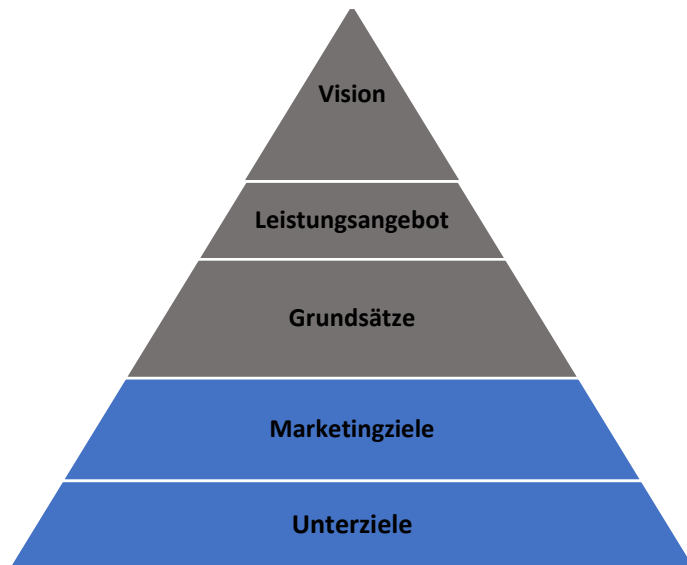 Vision
Leistungsangebot
Grundsätze
Marketingziele
Unterziele